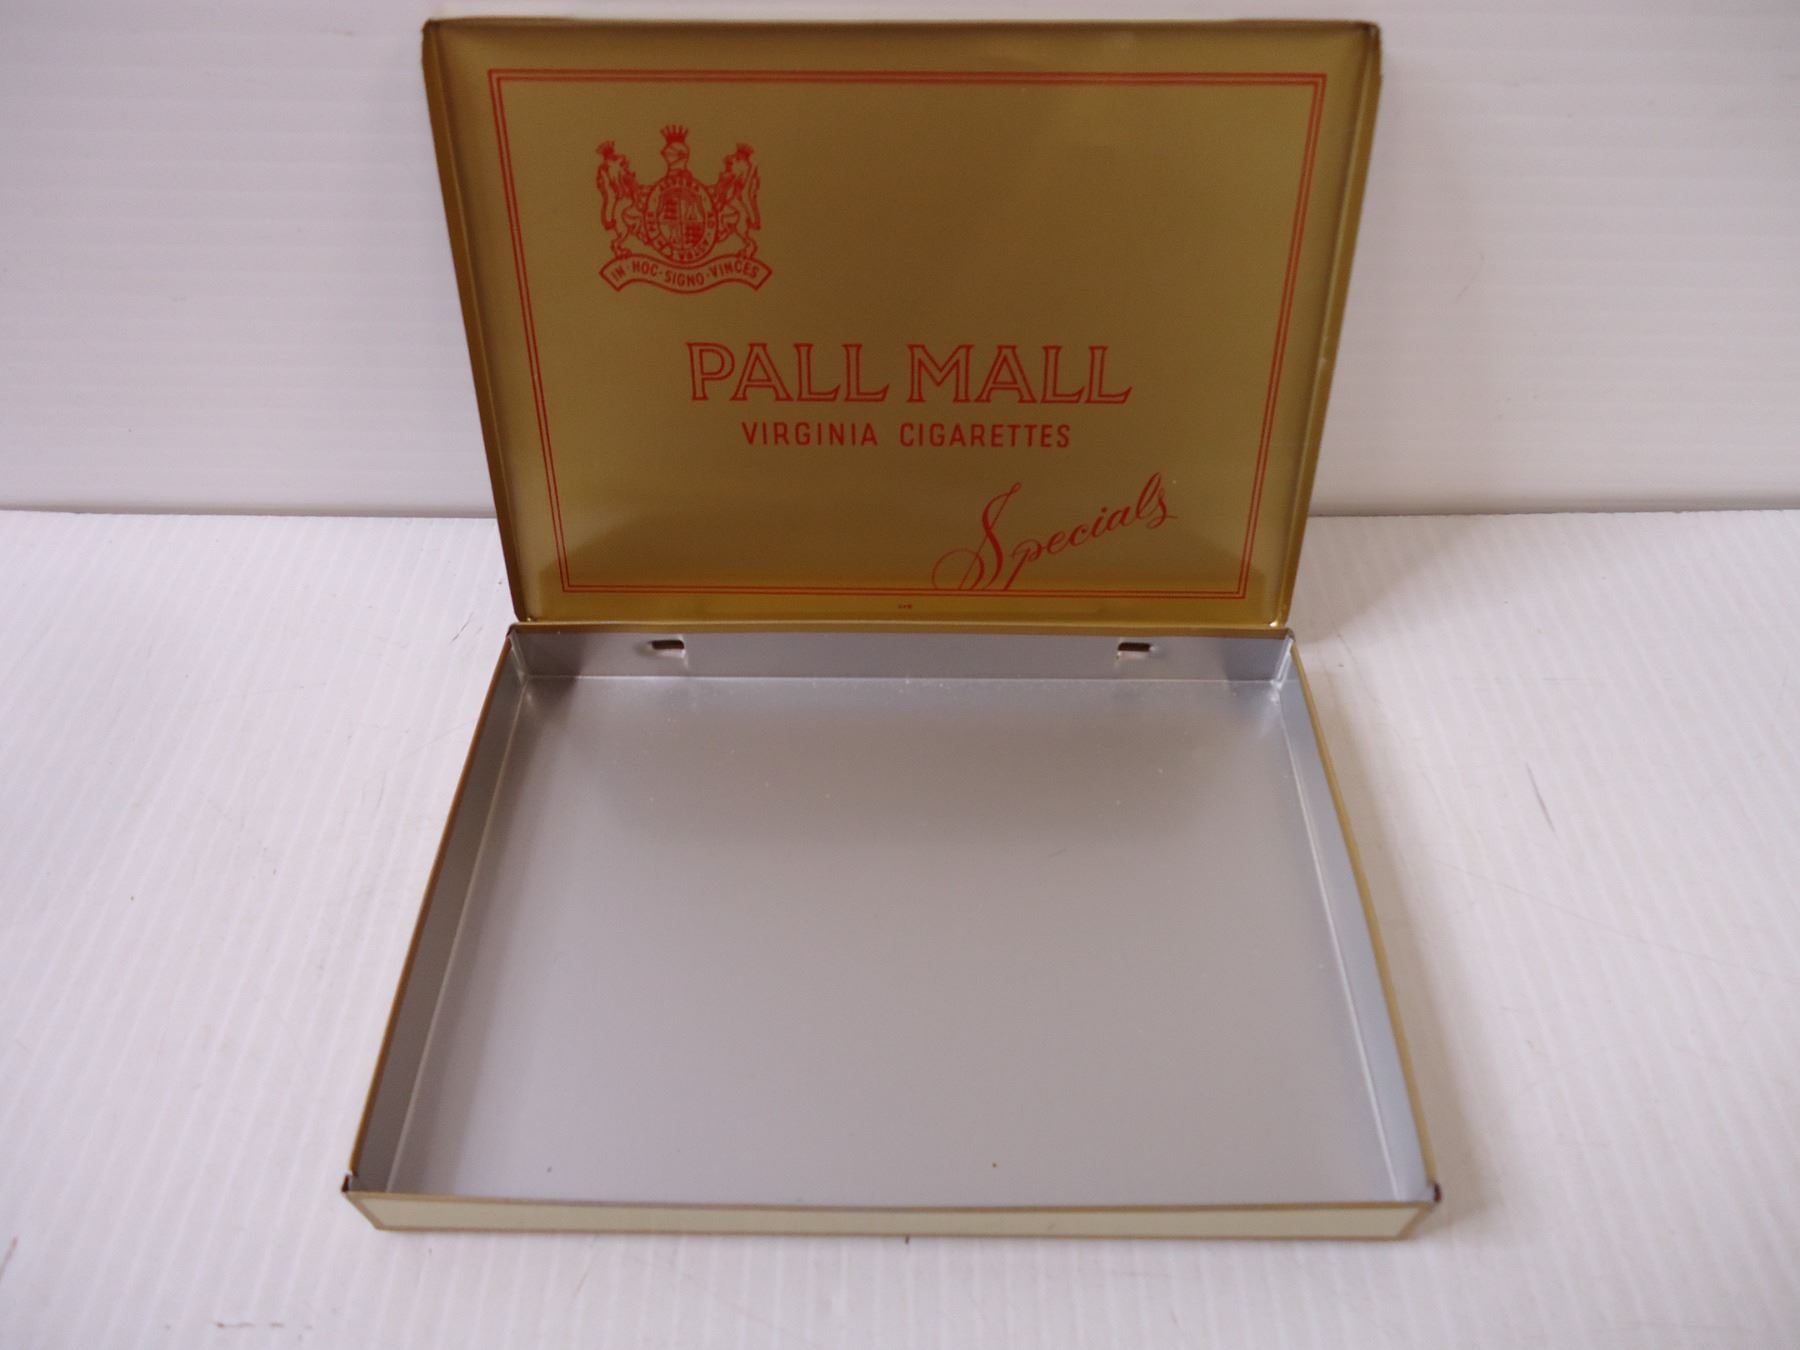 IN·HOC·SIGNO·VINCES
PALL MALL
VIRGINIA CIGARETTES
Specials